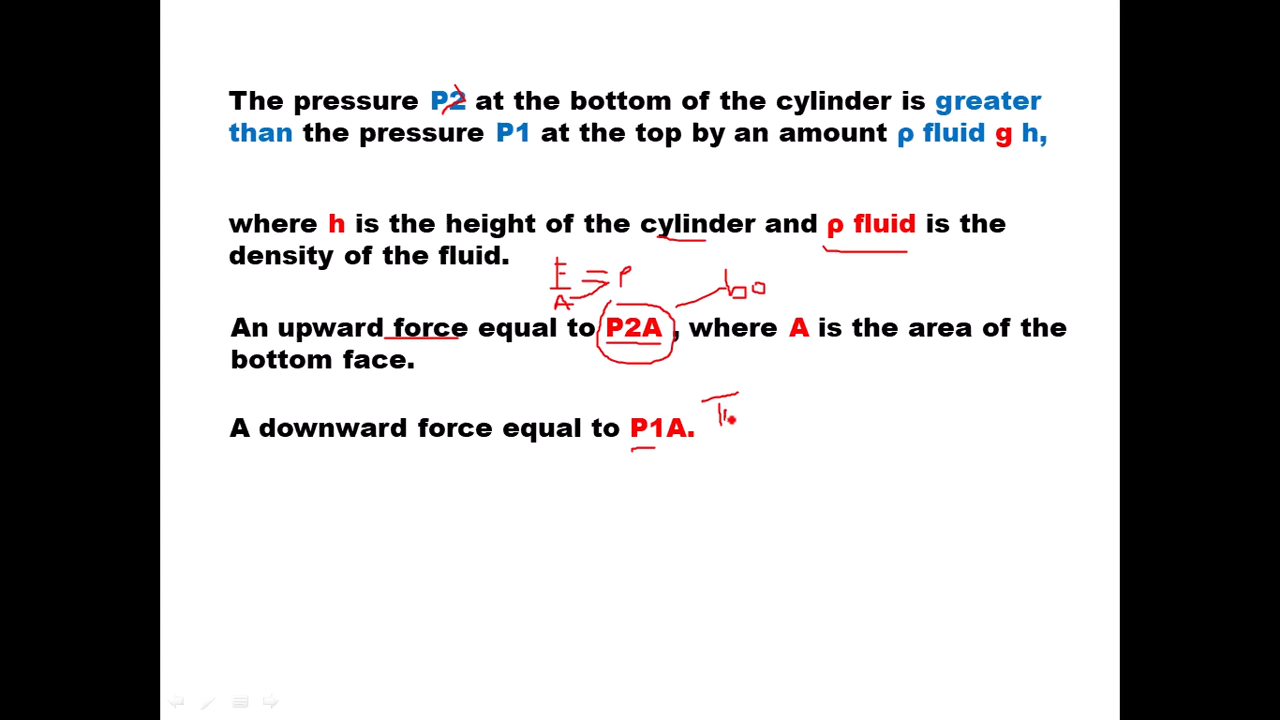 The pressure P2 at the bottom of the cylinder is greater
than the pressure P1 at the top by an amount ρ fluid g h,
where h is the height of the cylinder and ρ fluid is the
density of the fluid.
F = P
A
bo
An upward force equal to P2A , where A is the area of the
bottom face.
A downward force equal to P1A.